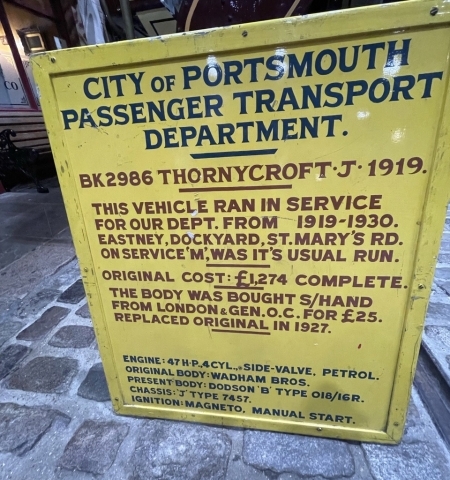 CITY OF PORTSMOUTH
PASSENGER TRANSPORT
DEPARTMENT.
BK2986 THORNYCROFT·J·1919.
THIS VEHICLE RAN IN SERVICE
FOR OUR DEPT. FROM 1919-1930.
EASTNEY, DOCKYARD, ST. MARY'S RD.
ON SERVICE 'M', WAS IT'S USUAL RUN.
ORIGINAL COST: £1,274 COMPLETE.
THE BODY WAS BOUGHT S/HAND
FROM LONDON & GEN. O.C. FOR £25.
REPLACED ORIGINAL IN 1927.
ENGINE: 47 H·P., 4 CYL., SIDE-VALVE, PETROL.
ORIGINAL BODY: WADHAM BROS.
PRESENT BODY: DODSON 'B' TYPE O18/16R.
CHASSIS: 'J' TYPE 7457.
IGNITION: MAGNETO, MANUAL START.